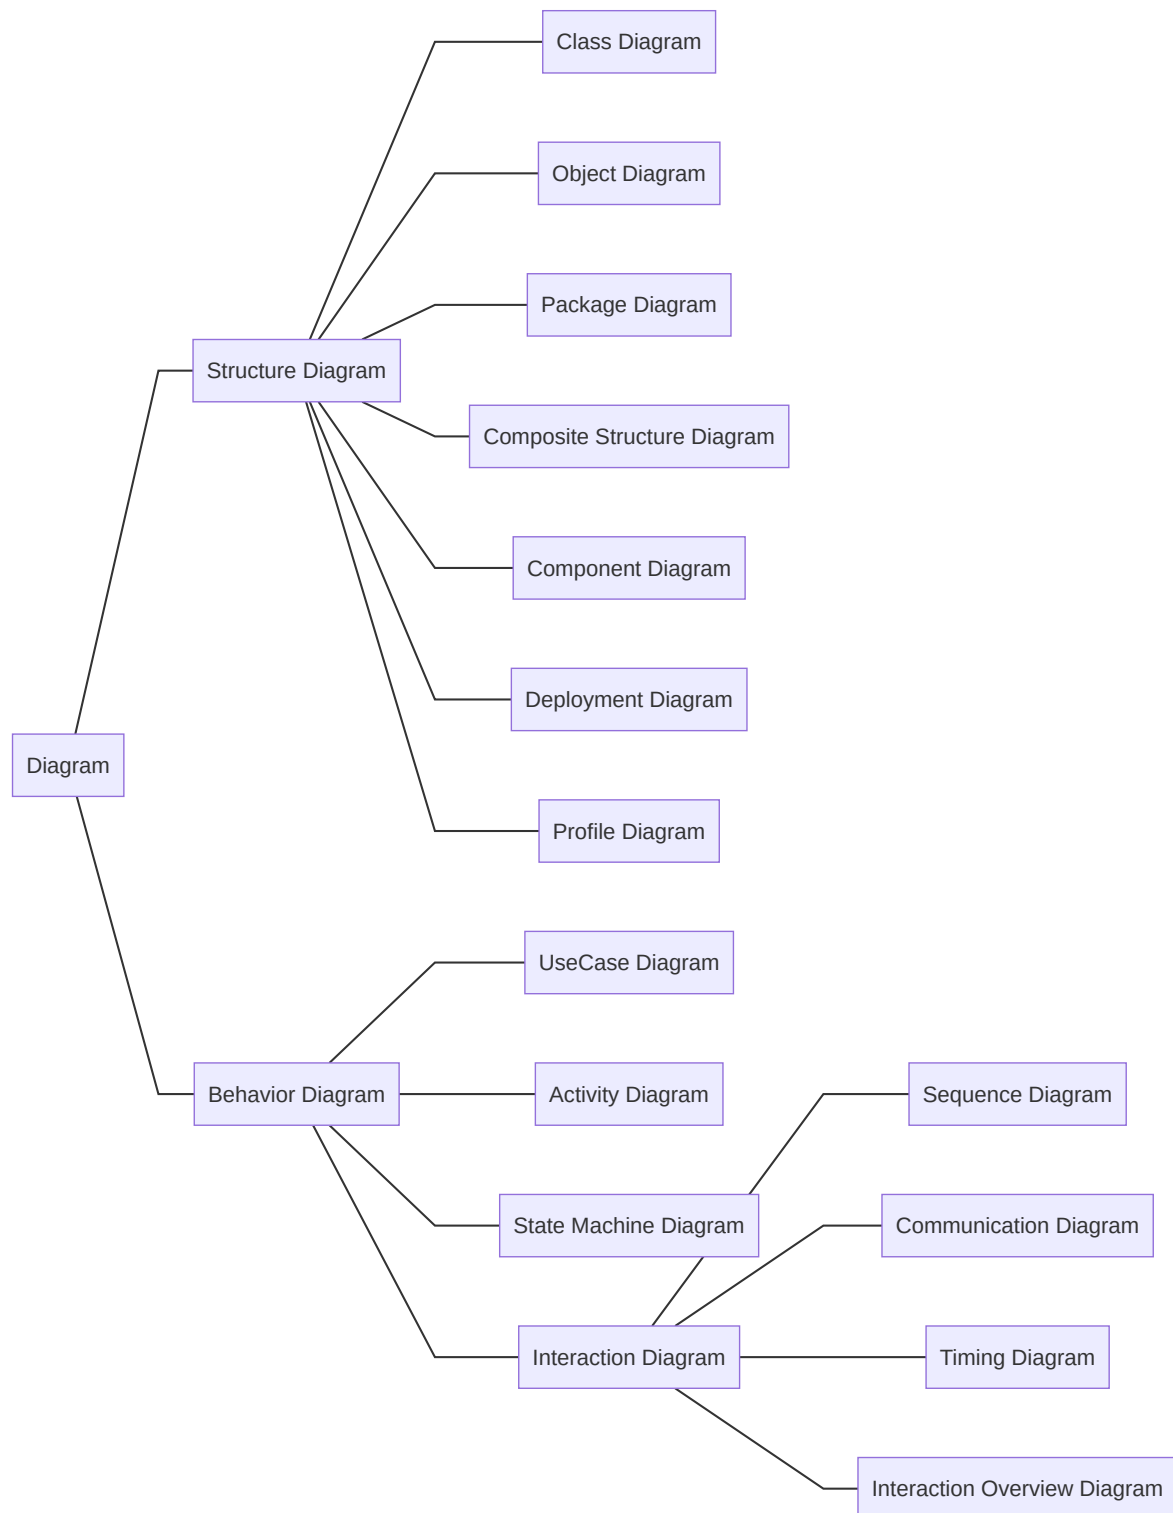 Class Diagram
Object Diagram
Package Diagram
Structure Diagram
Composite Structure Diagram
Component Diagram
Deployment Diagram
Diagram
Profile Diagram
UseCase Diagram
Behavior Diagram
Activity Diagram
Sequence Diagram
State Machine Diagram
Communication Diagram
Interaction Diagram
Timing Diagram
Interaction Overview Diagram